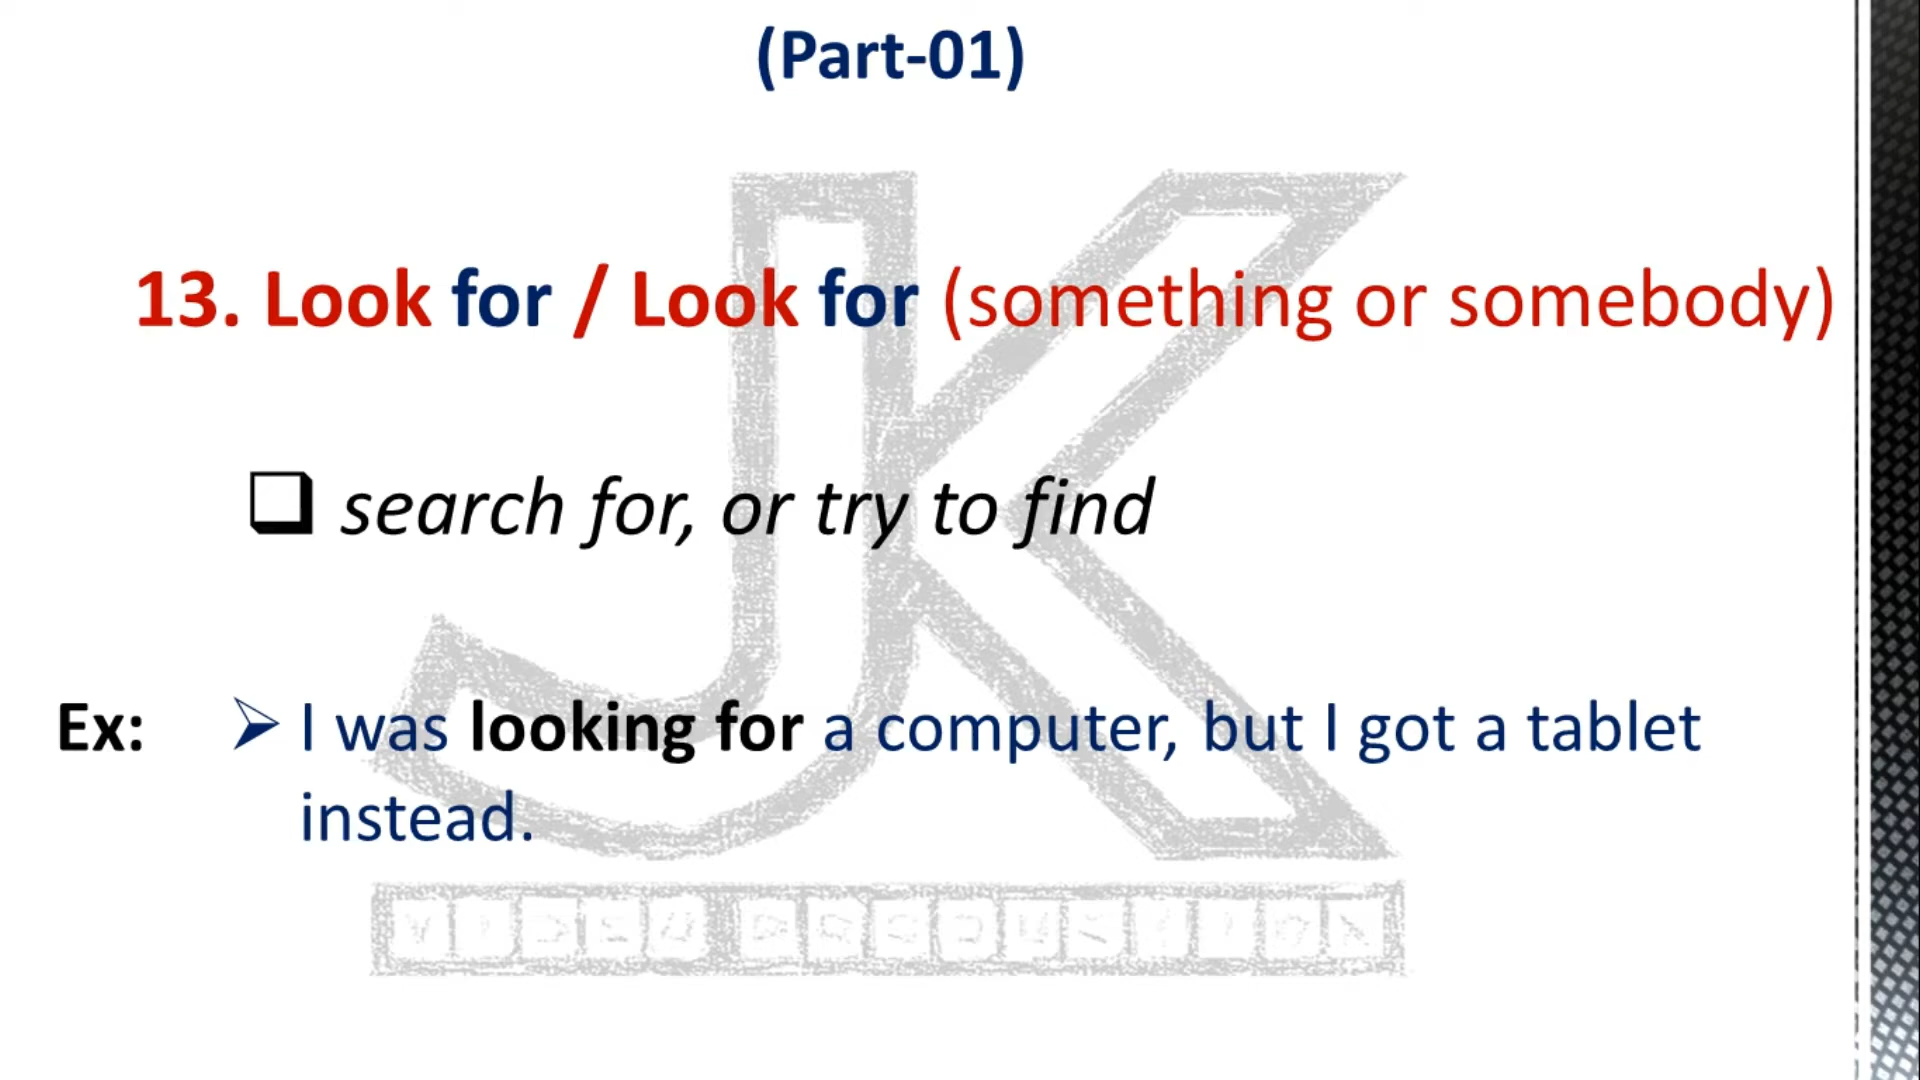 (Part-01)
13. Look for / Look for (something or somebody)
search for, or try to find
Ex: I was looking for a computer, but I got a tablet
instead.
JK